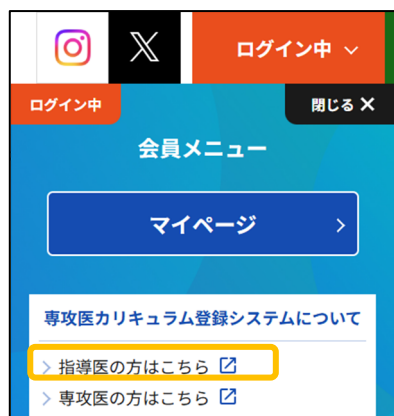 ログイン中
ログイン中
閉じる
会員メニュー
マイページ
専攻医カリキュラム登録システムについて
指導医の方はこちら
専攻医の方はこちら